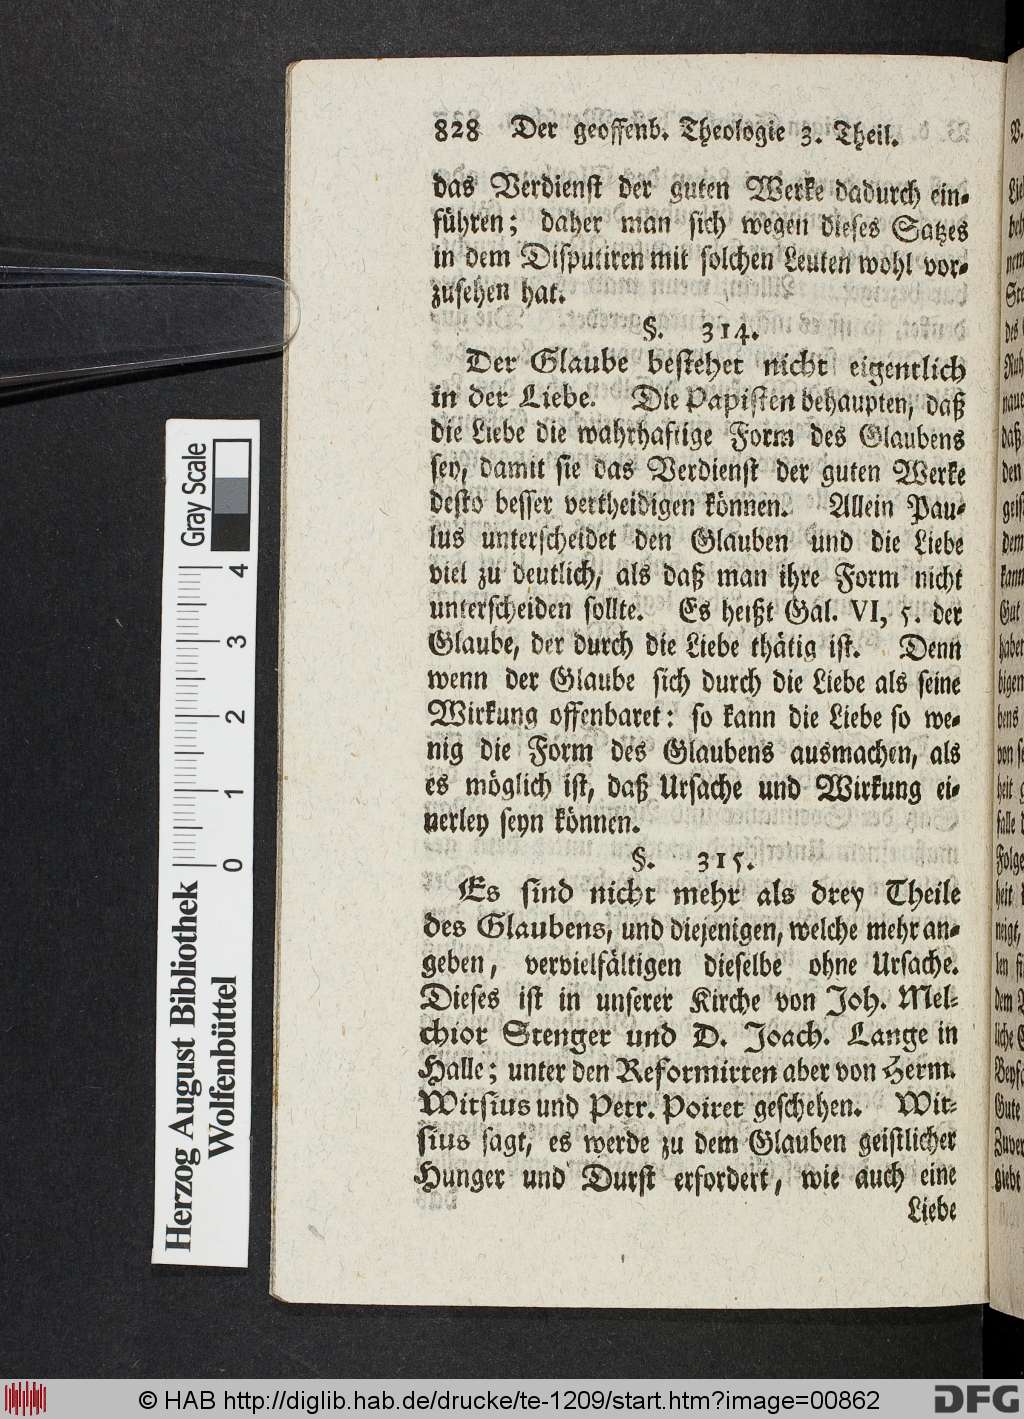 828 Der geoffenb. Theologie 3. Theil.
das Verdienst der guten Werke dadurch ein-
führen; daher man sich wegen dieses Satzes
in dem Disputiren mit solchen Leuten wohl vor-
zusehen hat.
§. 314.
Der Glaube bestehet nicht eigentlich
in der Liebe. Die Papisten behaupten, daß
die Liebe die wahrhaftige Form des Glaubens
sey, damit sie das Verdienst der guten Werke
desto besser vertheidigen können. Allein Pau-
lus unterscheidet den Glauben und die Liebe
viel zu deutlich, als daß man ihre Form nicht
unterscheiden sollte. Es heißt Gal. VI, 5. der
Glaube, der durch die Liebe thätig ist. Denn
wenn der Glaube sich durch die Liebe als seine
Wirkung offenbaret: so kann die Liebe so we-
nig die Form des Glaubens ausmachen, als
es möglich ist, daß Ursache und Wirkung ei-
nerley seyn können.
§. 315.
Es sind nicht mehr als drey Theile
des Glaubens, und diejenigen, welche mehr an-
geben, vervielfältigen dieselbe ohne Ursache.
Dieses ist in unserer Kirche von Joh. Mel-
chior Stenger und D. Joach. Lange in
Halle; unter den Reformirten aber von Herm.
Witsius und Petr. Poiret geschehen. Wit-
sius sagt, es werde zu dem Glauben geistlicher
Hunger und Durst erfordert, wie auch eine
Liebe
Herzog August Bibliothek
Wolfenbüttel
0 1 2 3 4
Gray Scale
© HAB http://diglib.hab.de/drucke/te-1209/start.htm?image=00862
DFG